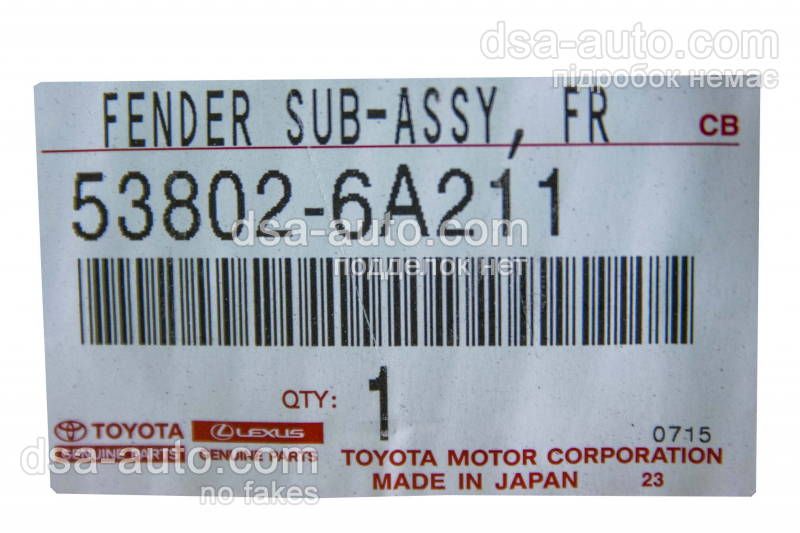 dsa-auto.com
підробок немає
FENDER SUB-ASSY, FR CB
53802-6A211
dsa-auto.com
подделок нет
QTY: 1
TOYOTA LEXUS 0715
GENUINE PARTS GENUINE PARTS TOYOTA MOTOR CORPORATION
dsa-auto.com
MADE IN JAPAN 23
no fakes